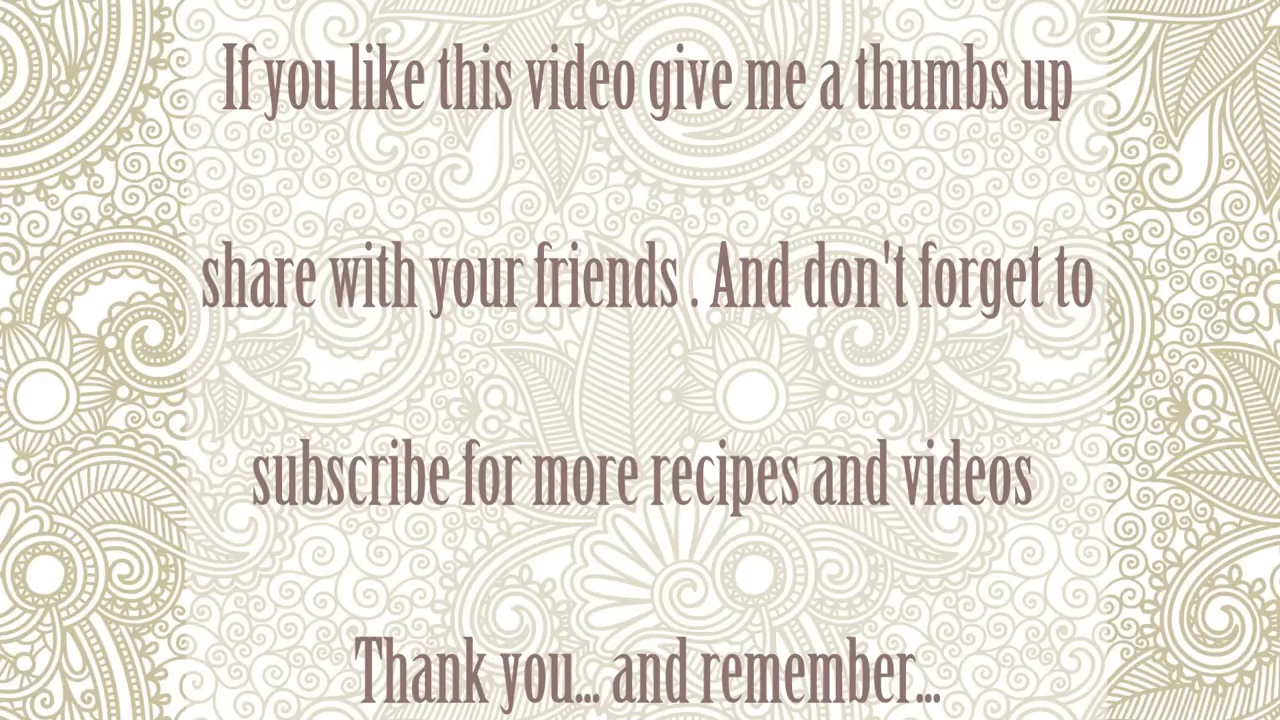 If you like this video give me a thumbs up
share with your friends . And don't forget to
subscribe for more recipes and videos
Thank you... and remember...